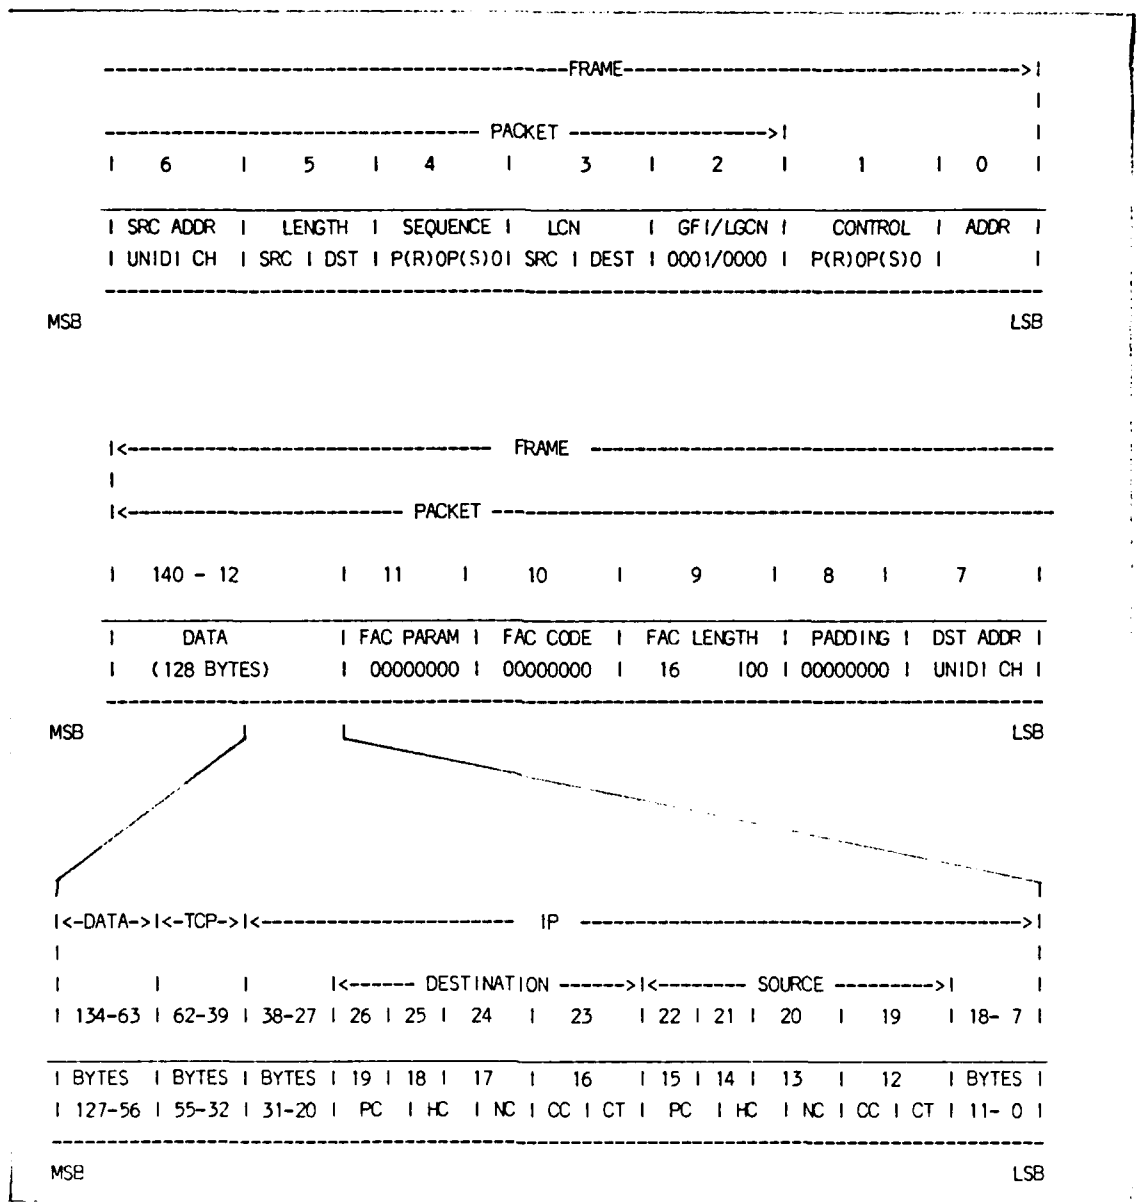 ------------------------------------------FRAME------------------------------------>|
|
---------------------------------- PACKET ------------------>| |
| 6 | 5 | 4 | 3 | 2 | 1 | 0 |
| SRC ADDR | LENGTH | SEQUENCE | LCN | GFI/LGCN | CONTROL | ADDR |
| UNIDI CH | SRC | DST | P(R)0P(S)0| SRC | DEST | 0001/0000 | P(R)0P(S)0 | |
MSB LSB
|<--------------------------------- FRAME ------------------------------------------
|
|<------------------------- PACKET --------------------------------------------------
| 140 - 12 | 11 | 10 | 9 | 8 | 7 |
| DATA | FAC PARAM | FAC CODE | FAC LENGTH | PADDING | DST ADDR |
| (128 BYTES) | 00000000 | 00000000 | 16 100 | 00000000 | UNIDI CH |
MSB LSB
|<-DATA->|<-TCP->|<------------------------ IP ---------------------------------------->|
| |
| | | |<------ DESTINATION ------>|<-------- SOURCE --------->| |
| 134-63 | 62-39 | 38-27 | 26 | 25 | 24 | 23 | 22 | 21 | 20 | 19 | 18- 7 |
| BYTES | BYTES | BYTES | 19 | 18 | 17 | 16 | 15 | 14 | 13 | 12 | BYTES |
| 127-56 | 55-32 | 31-20 | PC | HC | NC | CC | CT | PC | HC | NC | CC | CT | 11- 0 |
MSB LSB